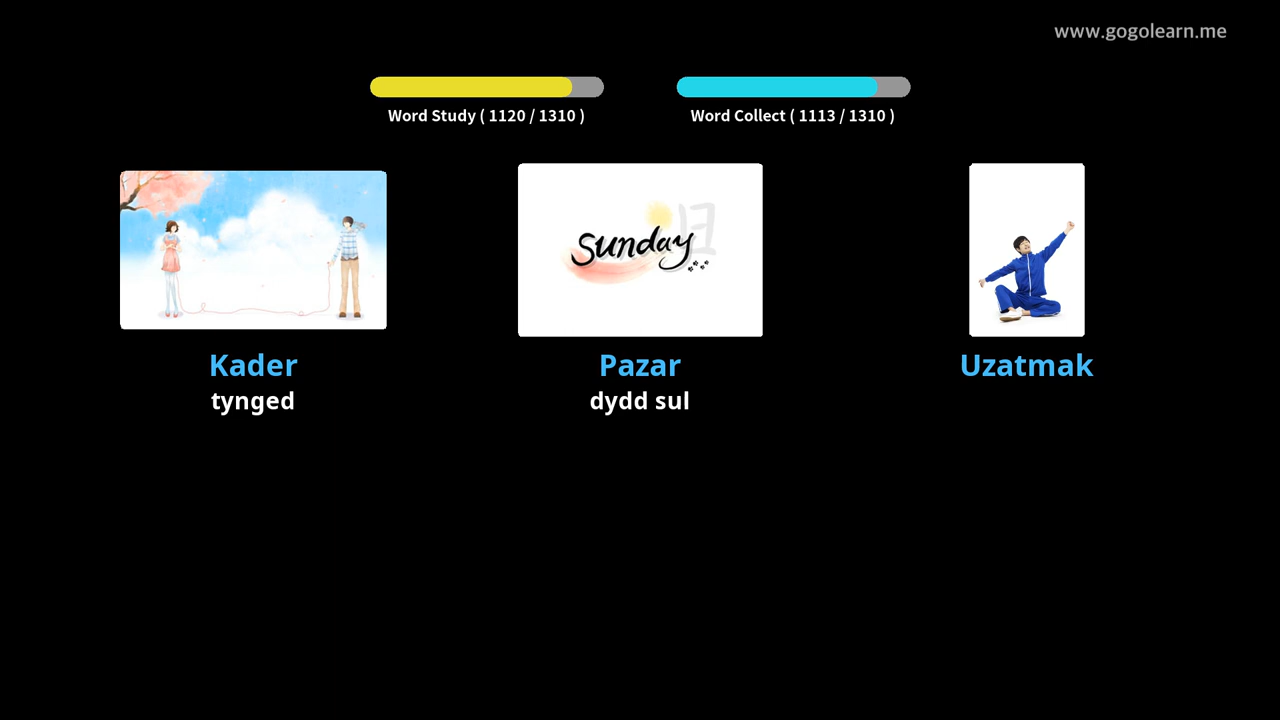 www.gogolearn.me
Word Study ( 1120 / 1310 )
Word Collect ( 1113 / 1310 )
sunday
Kader
tynged
Pazar
dydd sul
Uzatmak